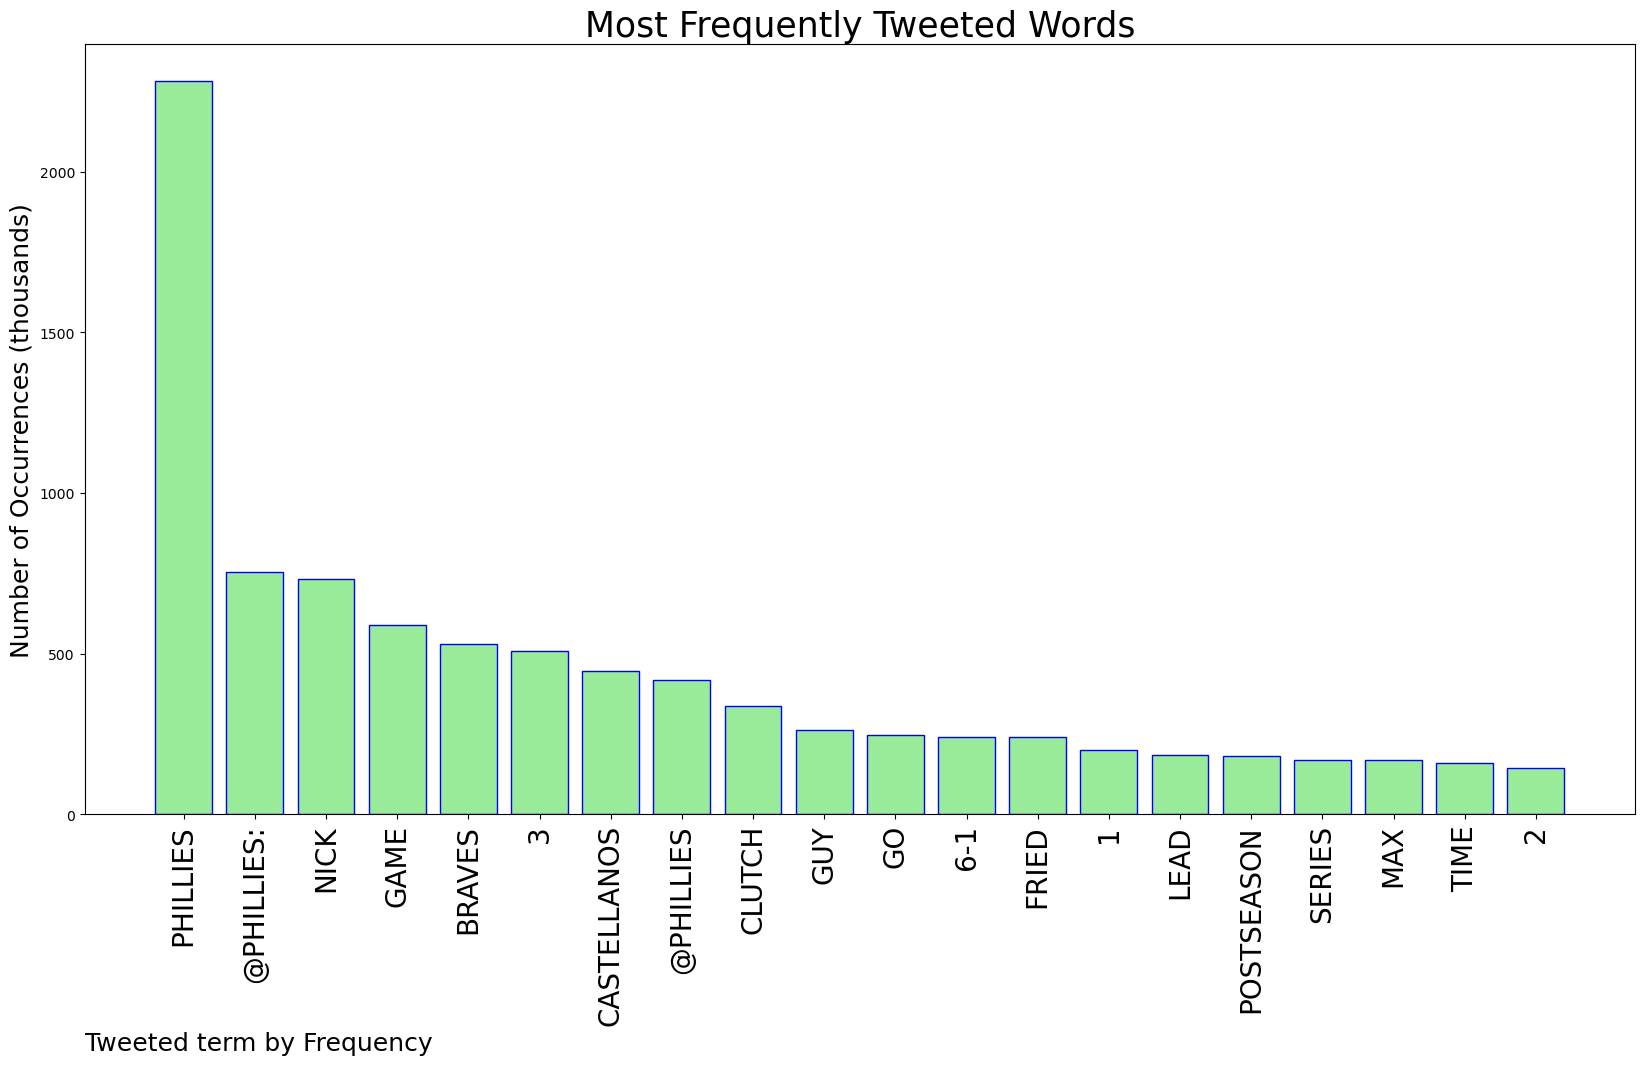 Most Frequently Tweeted Words
Number of Occurrences (thousands)
2000
1500
1000
500
0
PHILLIES
@PHILLIES:
NICK
GAME
BRAVES
3
CASTELLANOS
@PHILLIES
CLUTCH
GUY
GO
6-1
FRIED
1
LEAD
POSTSEASON
SERIES
MAX
TIME
2
Tweeted term by Frequency